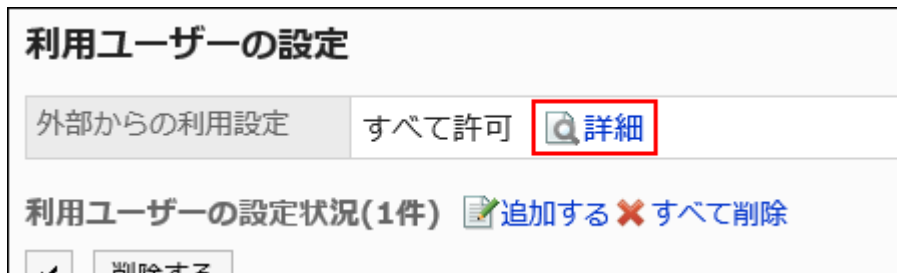 利用ユーザーの設定
外部からの利用設定 すべて許可 詳細
利用ユーザーの設定状況(1件) 追加する すべて削除
削除する